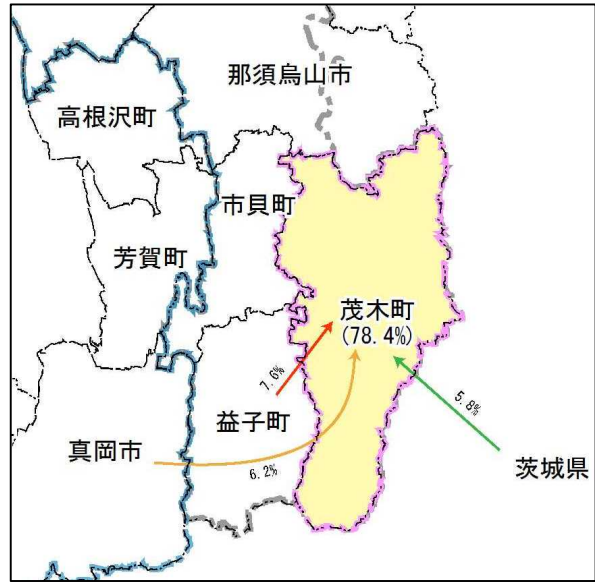 那須烏山市
高根沢町
市貝町
芳賀町
茂木町
(78.4%)
7.6%
5.8%
益子町
真岡市
6.2%
茨城県